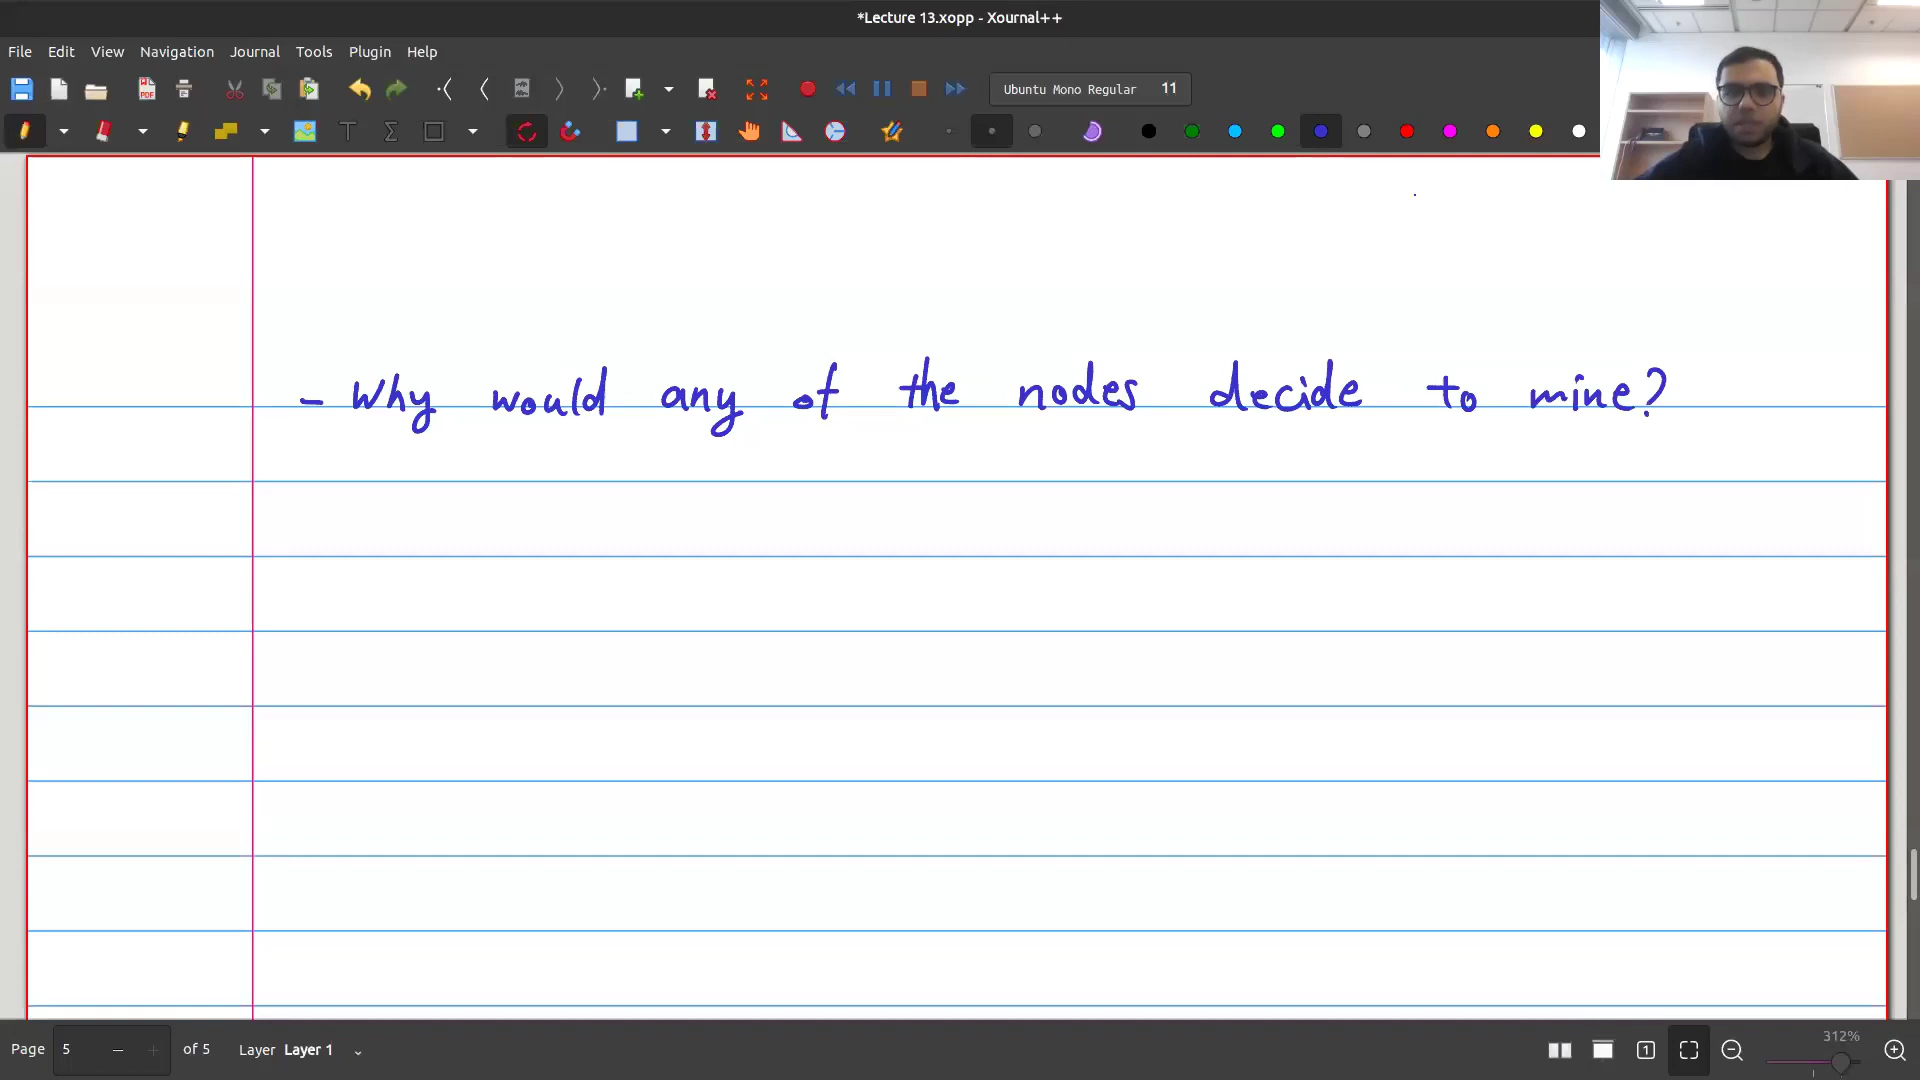 *Lecture 13.xopp - Xournal++
File Edit View Navigation Journal Tools Plugin Help
Ubuntu Mono Regular 11
- Why would any of the nodes decide to mine?
Page 5 of 5 Layer Layer 1
312%